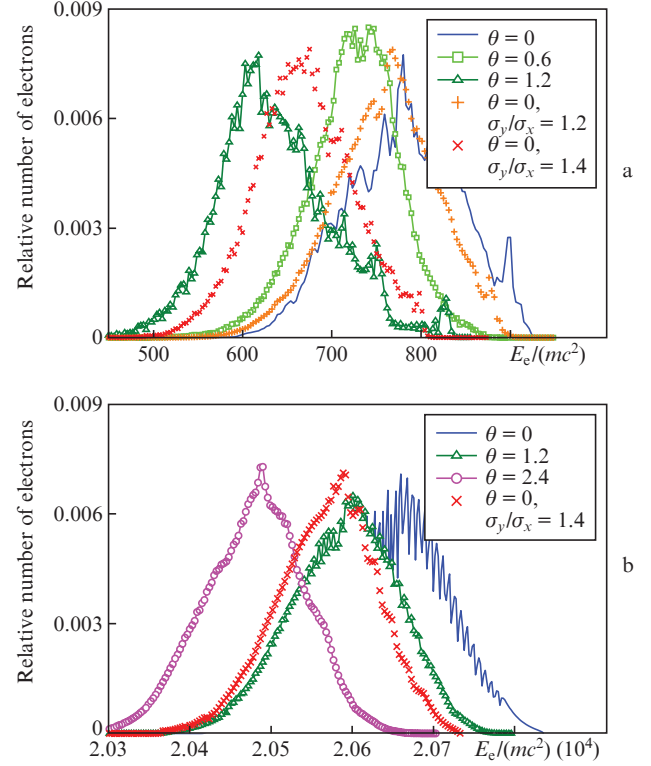 0.009
θ = 0
θ = 0.6
θ = 1.2
θ = 0,
σy/σx = 1.2
θ = 0,
σy/σx = 1.4
a
Relative number of electrons
0.006
0.003
0
500
600
700
800
Ee/(mc²)
0.009
θ = 0
θ = 1.2
θ = 2.4
θ = 0,
σy/σx = 1.4
b
Relative number of electrons
0.006
0.003
0
2.03
2.04
2.05
2.06
2.07
Ee/(mc²) (10⁴)